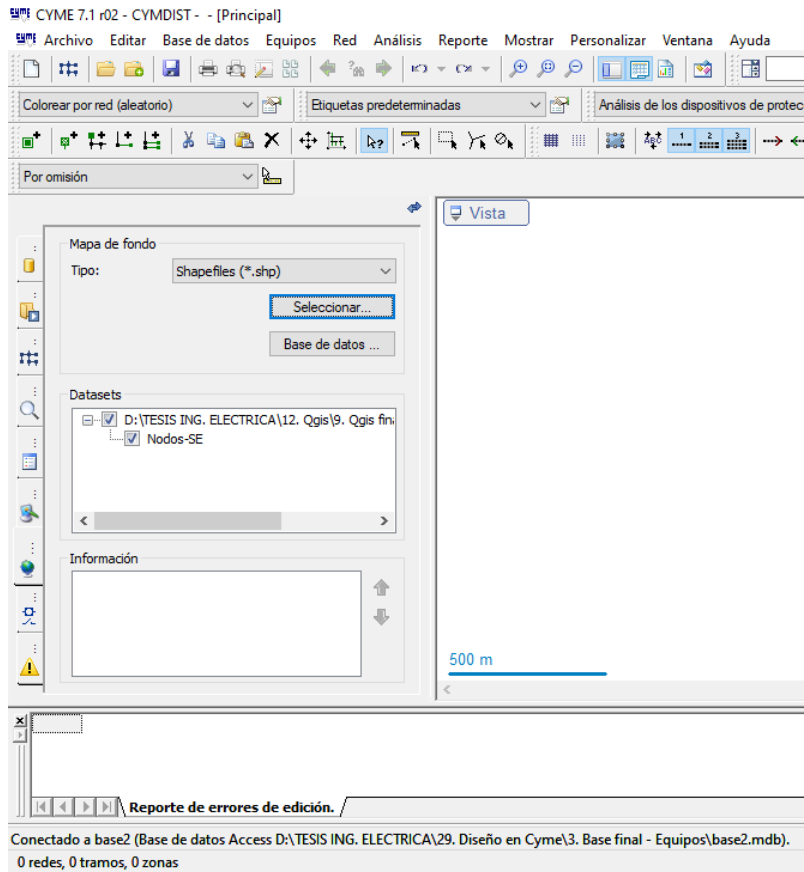 CYME 7.1 r02 - CYMDIST - - [Principal]
Archivo Editar Base de datos Equipos Red Análisis Reporte Mostrar Personalizar Ventana Ayuda
Colorear por red (aleatorio) Etiquetas predeterminadas Análisis de los dispositivos de protec
Por omisión
Vista
Mapa de fondo
Tipo: Shapefiles (*.shp)
Seleccionar...
Base de datos ...
Datasets
D:\TESIS ING. ELECTRICA\12. Qgis\9. Qgis fin
Nodos-SE
Información
500 m
Reporte de errores de edición.
Conectado a base2 (Base de datos Access D:\TESIS ING. ELECTRICA\29. Diseño en Cyme\3. Base final - Equipos\base2.mdb).
0 redes, 0 tramos, 0 zonas